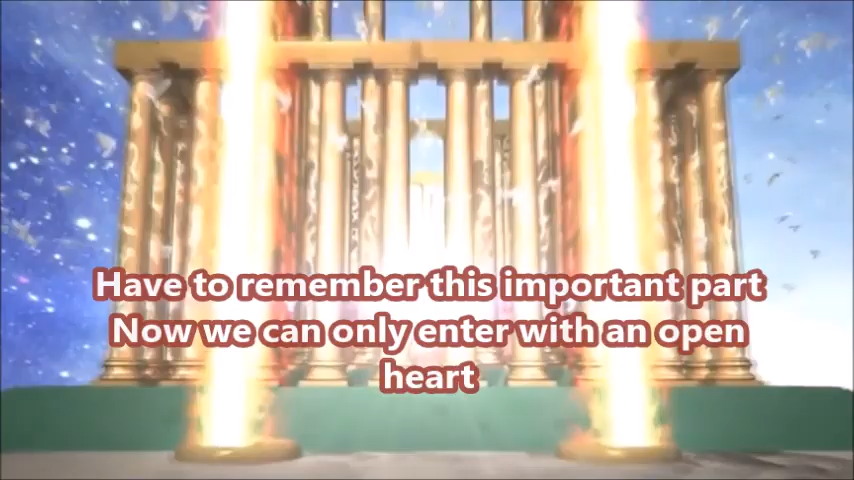 Have to remember this important part
Now we can only enter with an open
heart